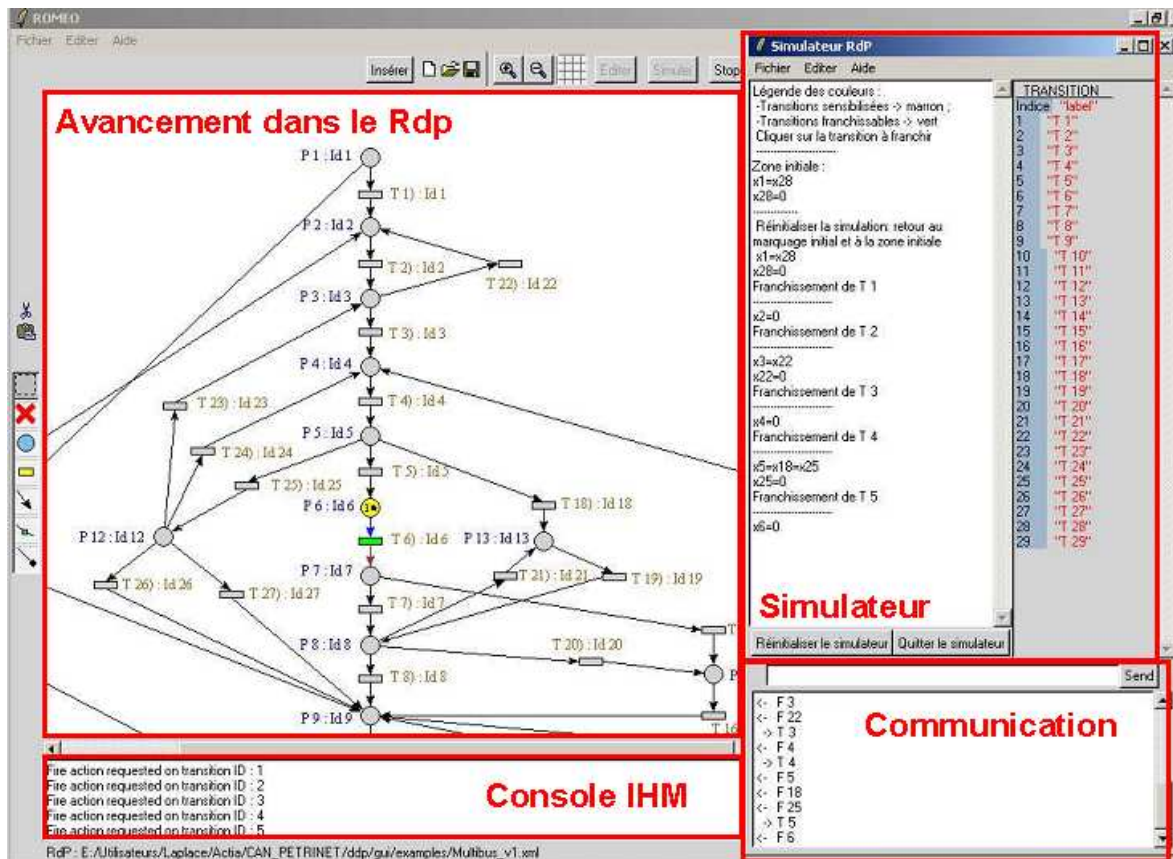 ROMEO
Fichier Editer Aide
Insérer
Editer
Simuler
Stop
Avancement dans le Rdp
P 1 : Id 1
T 1) : Id 1
P 2 : Id 2
T 2) : Id 2
T 22) : Id 22
P 3 : Id 3
T 3) : Id 3
P 4 : Id 4
T 23) : Id 23
T 4) : Id 4
P 5 : Id 5
T 24) : Id 24
T 5) : Id 5
T 25) : Id 25
P 6 : Id 6
T 18) : Id 18
P 12 : Id 12
T 6) : Id 6
P 13 : Id 13
P 7 : Id 7
T 21) : Id 21
T 19) : Id 19
T 26) : Id 26
T 27) : Id 27
T 7) : Id 7
P 8 : Id 8
T 20) : Id 20
T 8) : Id 8
P 9 : Id 9
T 16
Simulateur RdP
Fichier Editer Aide
Légende des couleurs :
-Transitions sensibilisées -> marron ;
-Transitions franchissables -> vert
Cliquer sur la transition à franchir
Zone initiale :
x1=x28
x28=0
Réinitialiser la simulation: retour au
marquage initial et à la zone initiale
x1=x28
x28=0
Franchissement de T 1
x2=0
Franchissement de T 2
x3=x22
x22=0
Franchissement de T 3
x4=0
Franchissement de T 4
x5=x18=x25
x25=0
Franchissement de T 5
x6=0
TRANSITION
Indice "label"
1 "T 1"
2 "T 2"
3 "T 3"
4 "T 4"
5 "T 5"
6 "T 6"
7 "T 7"
8 "T 8"
9 "T 9"
10 "T 10"
11 "T 11"
12 "T 12"
13 "T 13"
14 "T 14"
15 "T 15"
16 "T 16"
17 "T 17"
18 "T 18"
19 "T 19"
20 "T 20"
21 "T 21"
22 "T 22"
23 "T 23"
24 "T 24"
25 "T 25"
26 "T 26"
27 "T 27"
28 "T 28"
29 "T 29"
Simulateur
Réinitialiser le simulateur Quitter le simulateur
Send
<- F 3
<- F 22
-> T 3
<- F 4
-> T 4
<- F 5
<- F 18
<- F 25
-> T 5
<- F 6
Communication
Fire action requested on transition ID : 1
Fire action requested on transition ID : 2
Fire action requested on transition ID : 3
Fire action requested on transition ID : 4
Fire action requested on transition ID : 5
Console IHM
RdP : E:/Utilisateurs/Laplace/Actia/CAN_PETRINET/ddp/gui/examples/Multibus_v1.xml